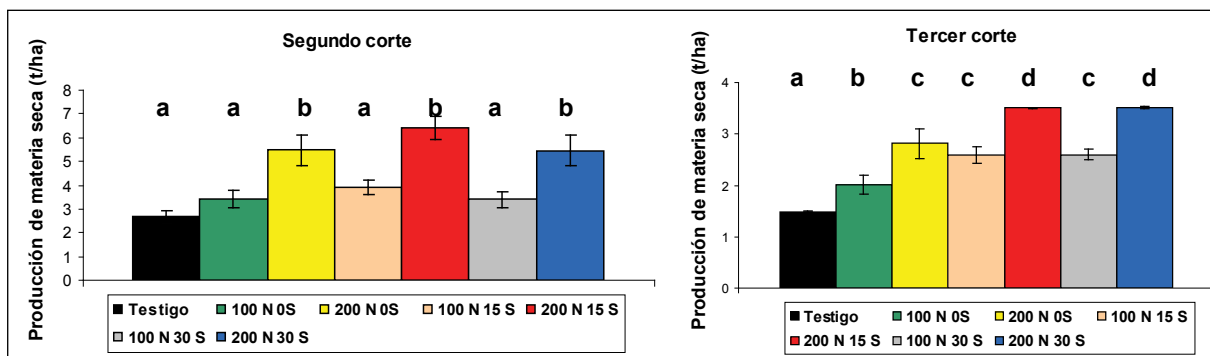 Segundo corte
Producción de materia seca (t/ha)
8
7
6
5
4
3
2
1
0
a a b a b a b
Testigo 100 N 0S 200 N 0S 100 N 15 S 200 N 15 S
100 N 30 S 200 N 30 S
Tercer corte
Producción de materia seca (t/ha)
4
3
2
1
0
a b c c d c d
Testigo 100 N 0S 200 N 0S 100 N 15 S
200 N 15 S 100 N 30 S 200 N 30 S